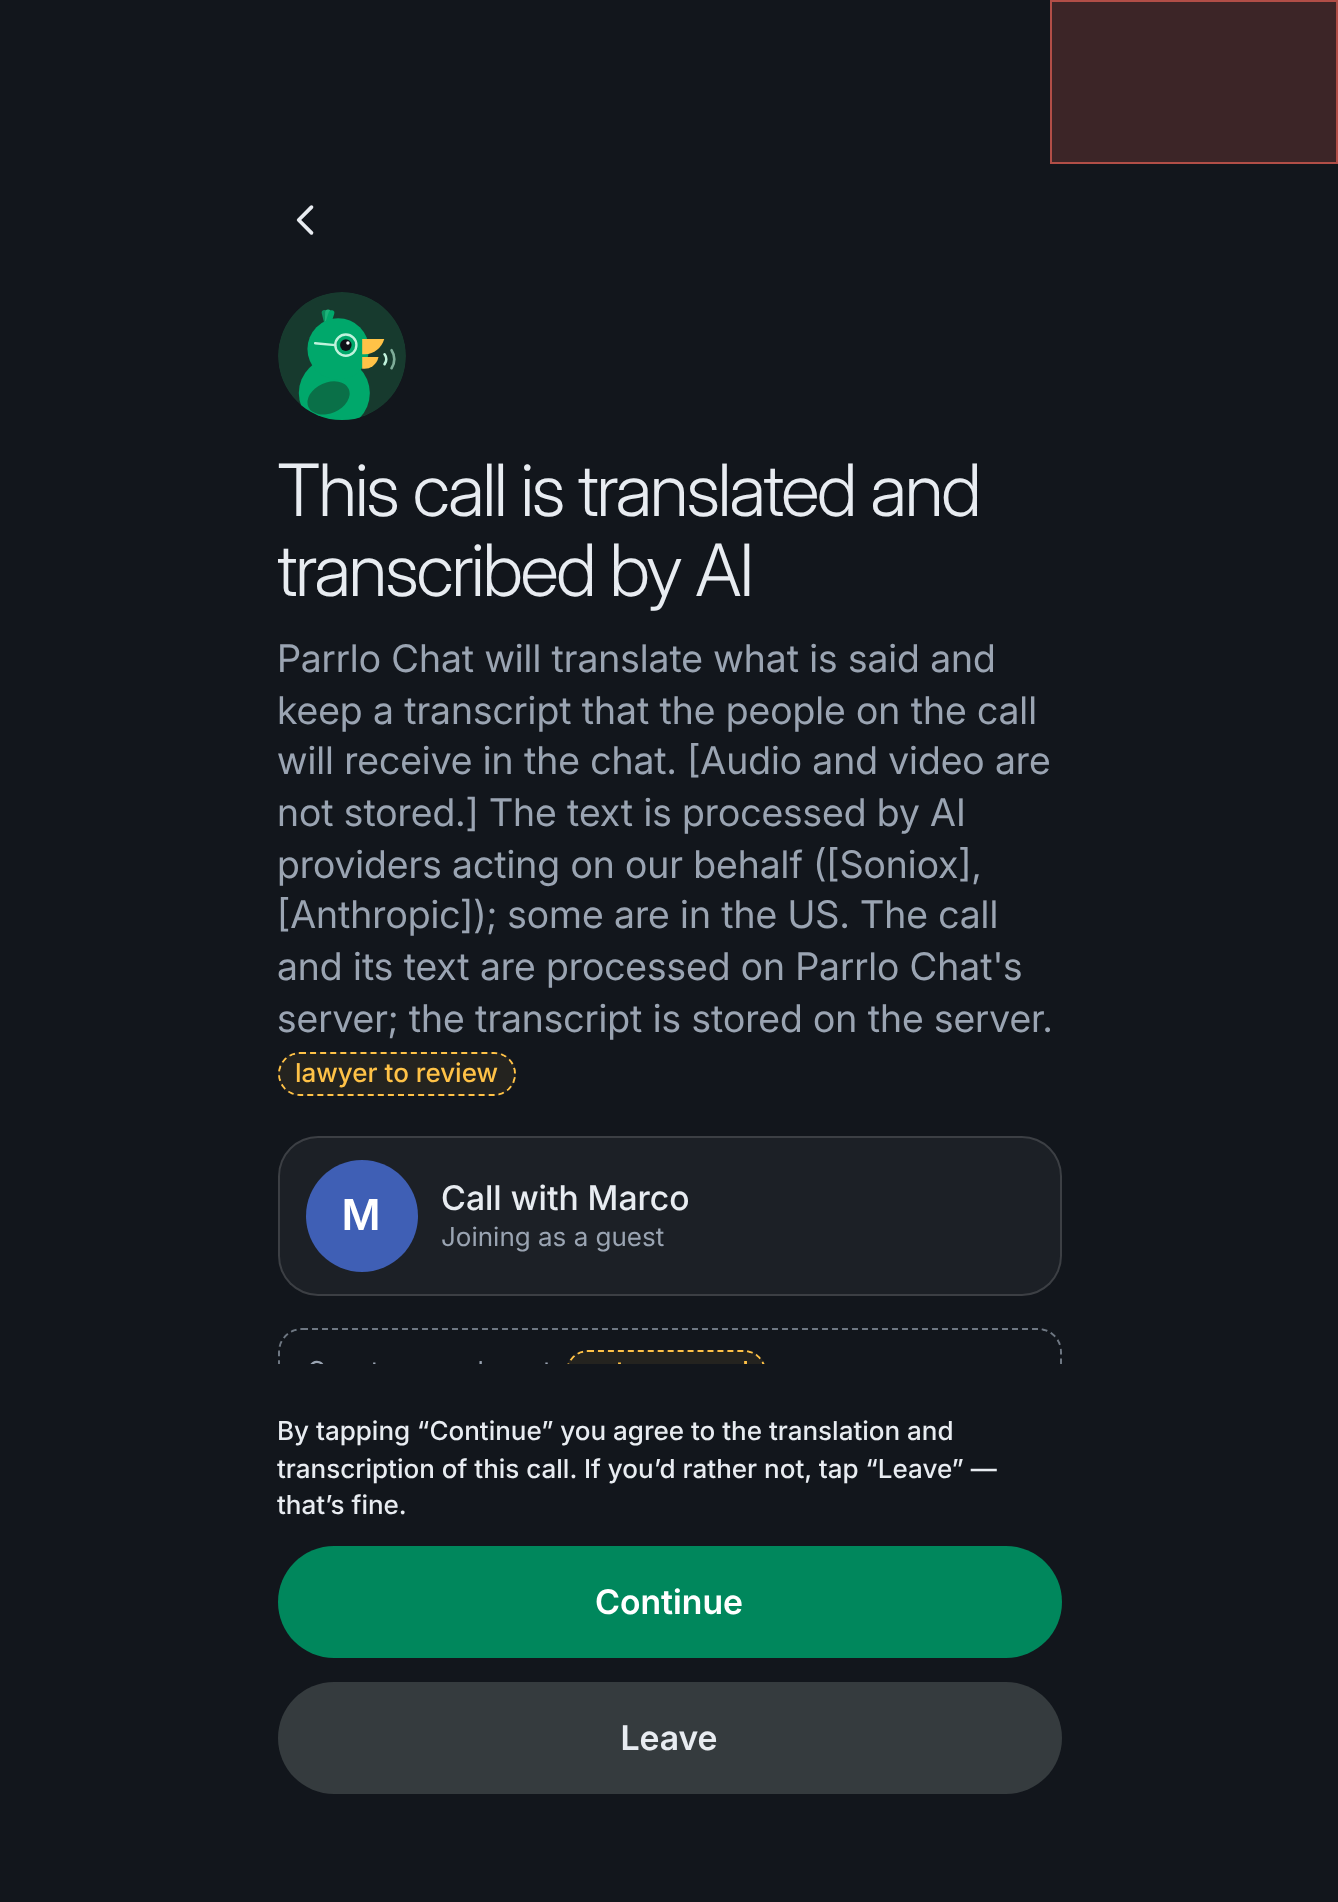 This call is translated and
transcribed by AI
Parrlo Chat will translate what is said and
keep a transcript that the people on the call
will receive in the chat. [Audio and video are
not stored.] The text is processed by AI
providers acting on our behalf ([Soniox],
[Anthropic]); some are in the US. The call
and its text are processed on Parrlo Chat's
server; the transcript is stored on the server.
lawyer to review
M
Call with Marco
Joining as a guest
By tapping “Continue” you agree to the translation and
transcription of this call. If you’d rather not, tap “Leave” —
that’s fine.
Continue
Leave